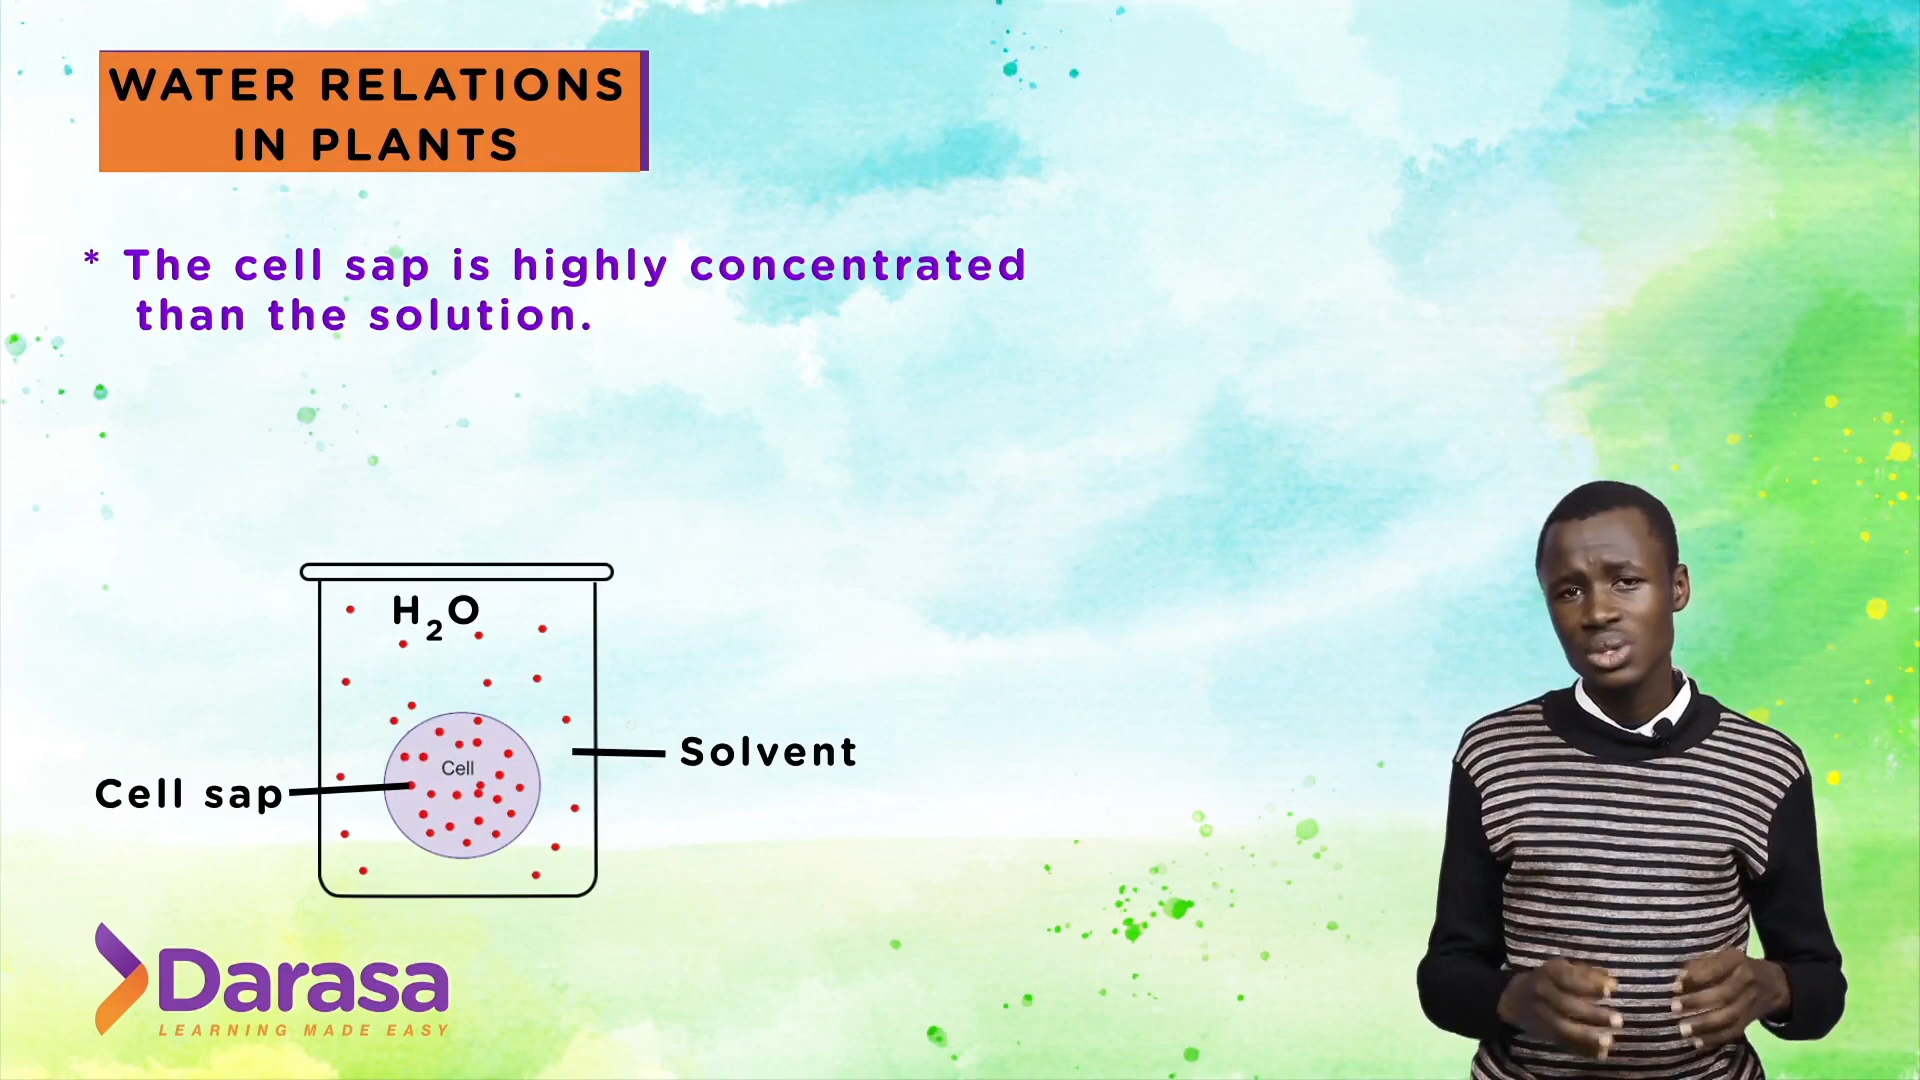 WATER RELATIONS
IN PLANTS
* The cell sap is highly concentrated
than the solution.
H₂O
Cell
Solvent
Cell sap
Darasa
LEARNING MADE EASY